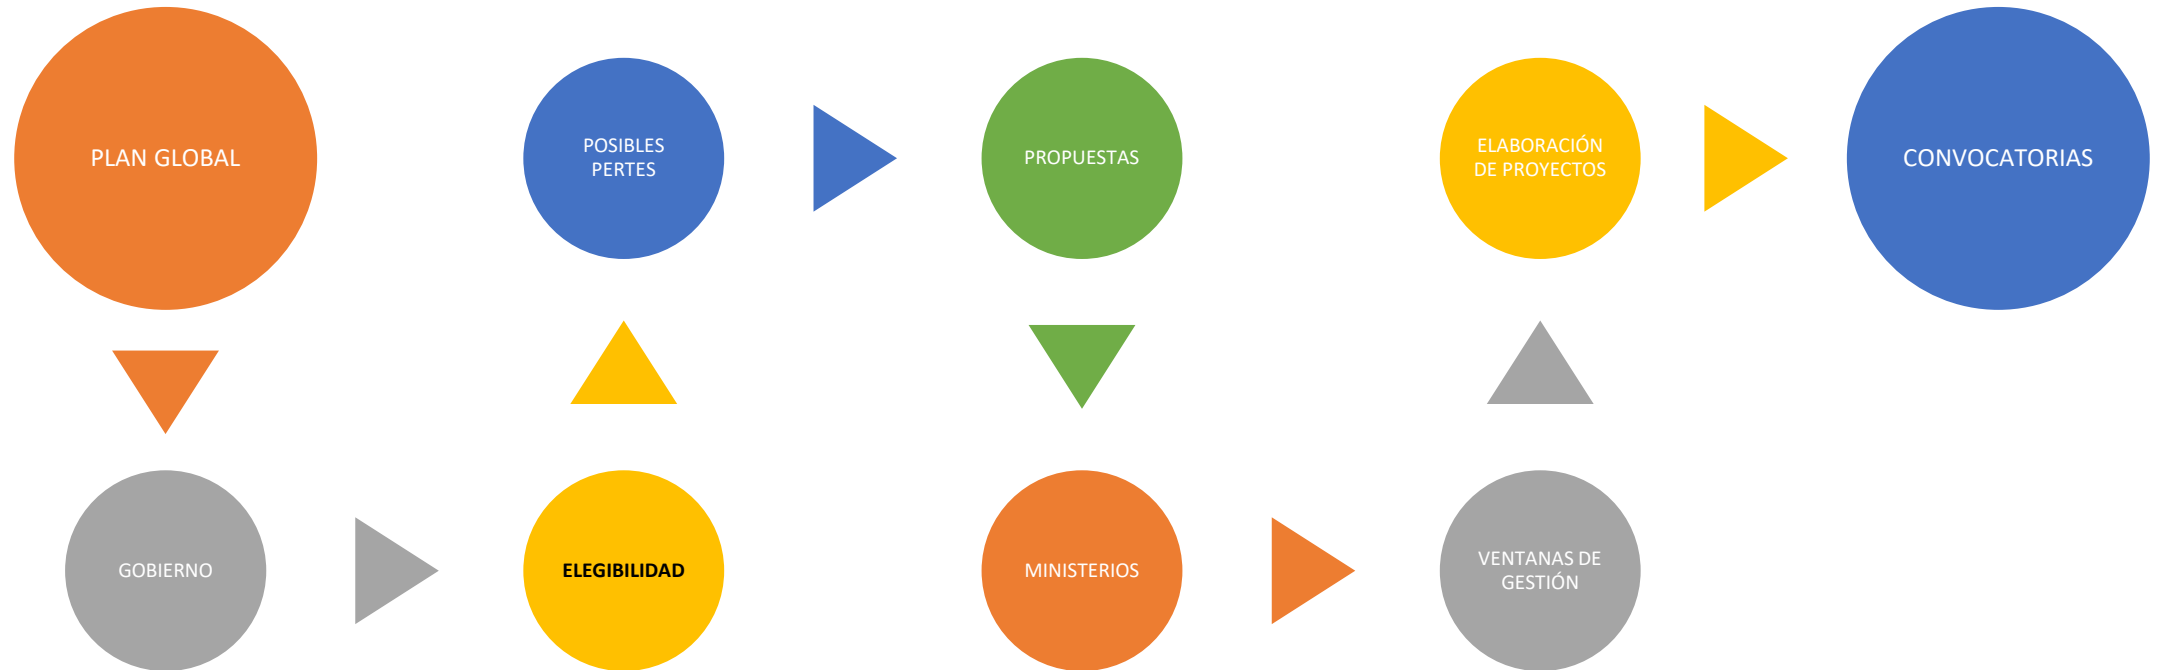 PLAN GLOBAL
GOBIERNO
ELEGIBILIDAD
POSIBLES
PERTES
PROPUESTAS
MINISTERIOS
VENTANAS DE
GESTIÓN
ELABORACIÓN
DE PROYECTOS
CONVOCATORIAS